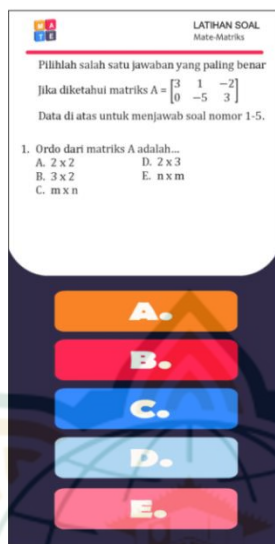 M A
T E
LATIHAN SOAL
Mate-Matriks
Pilihlah salah satu jawaban yang paling benar
Jika diketahui matriks A = [3 1 −2
0 −5 3]
Data di atas untuk menjawab soal nomor 1-5.
1. Ordo dari matriks A adalah...
A. 2 x 2 D. 2 x 3
B. 3 x 2 E. n x m
C. m x n
A.
B.
C.
D.
E.